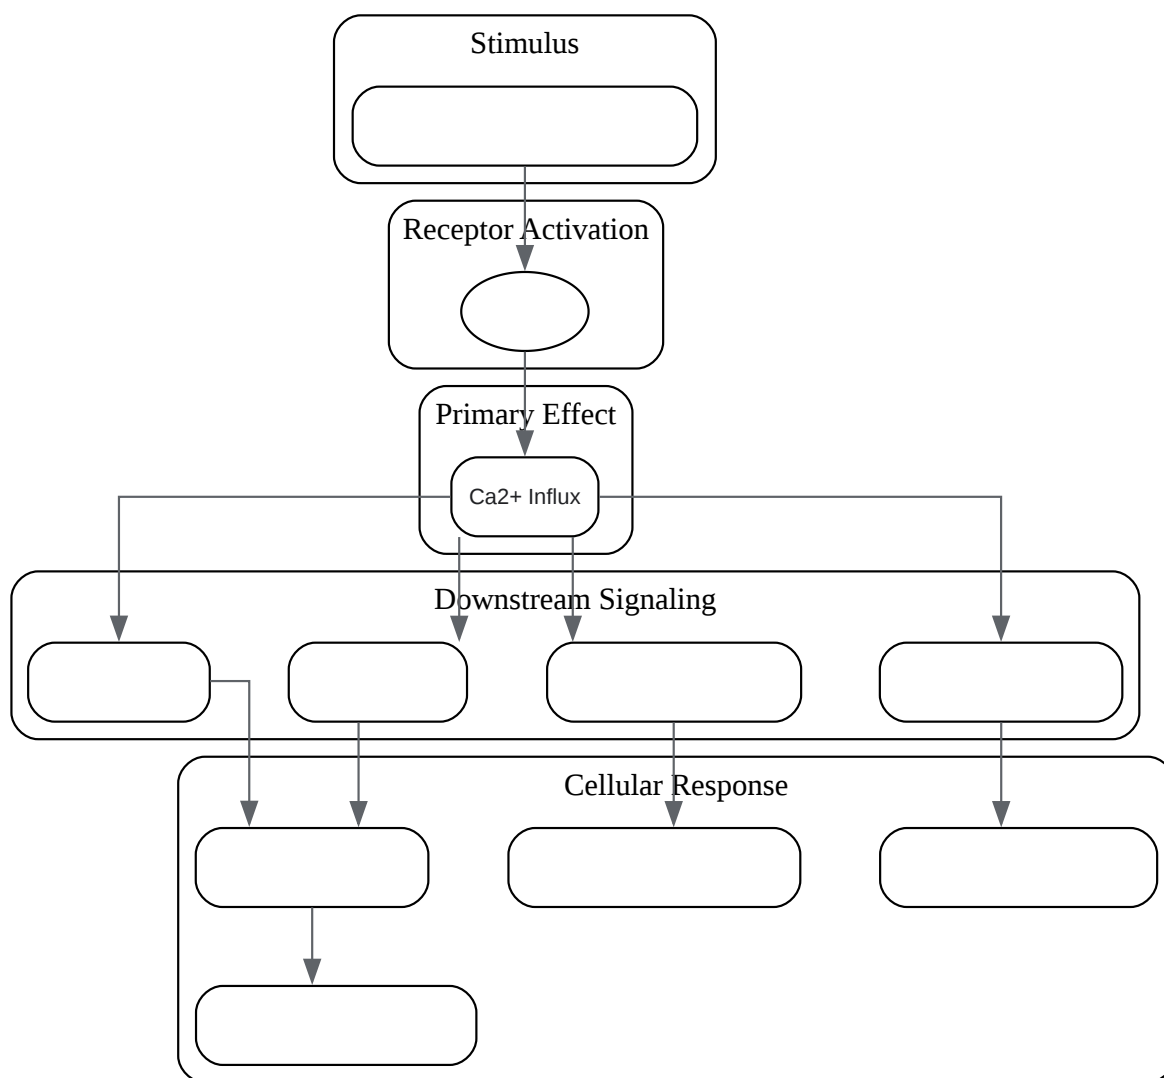 Stimulus
Receptor Activation
Primary Effect
Ca2+ Influx
Downstream Signaling
Cellular Response